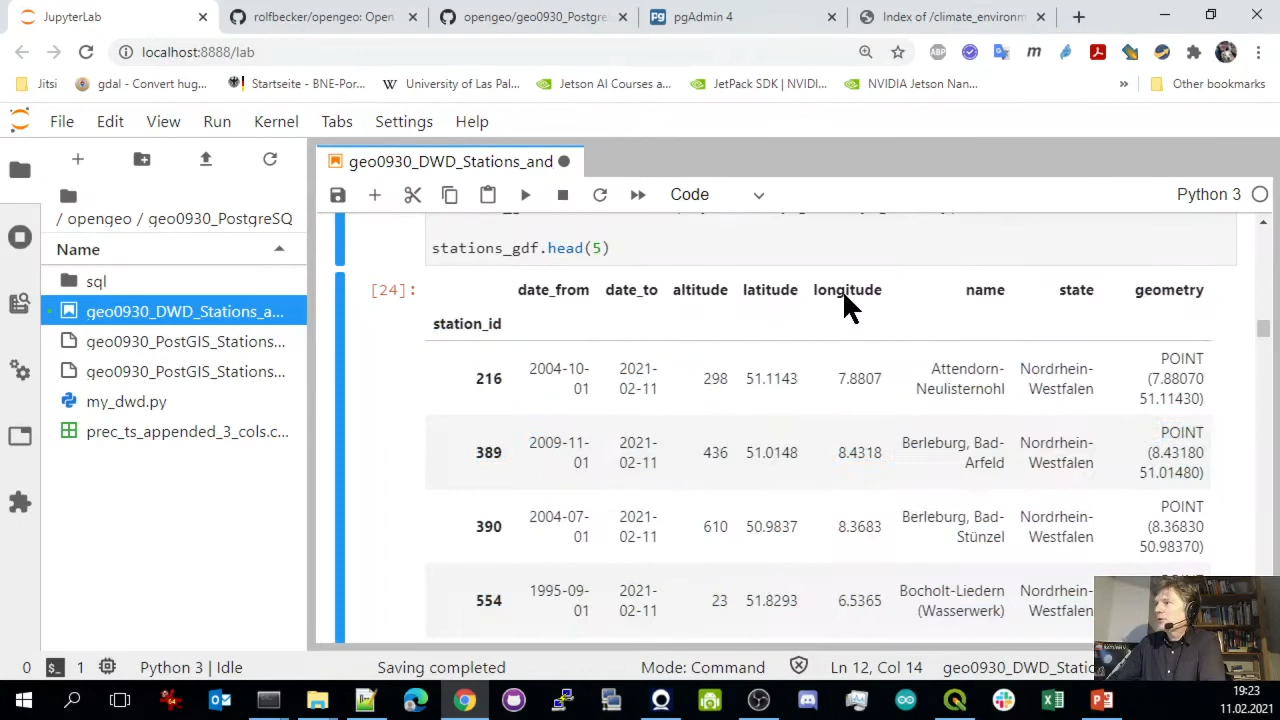 JupyterLab
rolfbecker/opengeo: Open
opengeo/geo0930_Postgre
pgAdmin 4
Index of /climate_environm
localhost:8888/lab
Jitsi
gdal - Convert hug...
Startseite – BNE-Por...
University of Las Pal...
Jetson AI Courses a...
JetPack SDK | NVIDI...
NVIDIA Jetson Nan...
Other bookmarks
File Edit View Run Kernel Tabs Settings Help
geo0930_DWD_Stations_and
Code
Python 3
/ opengeo / geo0930_PostgreSQ
Name
sql
geo0930_DWD_Stations_a...
geo0930_PostGIS_Stations...
geo0930_PostGIS_Stations...
my_dwd.py
prec_ts_appended_3_cols.c...
stations_gdf.head(5)
[24]:
date_from date_to altitude latitude longitude name state geometry
station_id
216 2004-10-01 2021-02-11 298 51.1143 7.8807 Attendorn-Neulisternohl Nordrhein-Westfalen POINT (7.88070 51.11430)
389 2009-11-01 2021-02-11 436 51.0148 8.4318 Berleburg, Bad-Arfeld Nordrhein-Westfalen POINT (8.43180 51.01480)
390 2004-07-01 2021-02-11 610 50.9837 8.3683 Berleburg, Bad-Stünzel Nordrhein-Westfalen POINT (8.36830 50.98370)
554 1995-09-01 2021-02-11 23 51.8293 6.5365 Bocholt-Liedern (Wasserwerk) Nordrhein-Westfalen
0 1 Python 3 | Idle Saving completed Mode: Command Ln 12, Col 14 geo0930_DWD_Static
19:23
11.02.2021